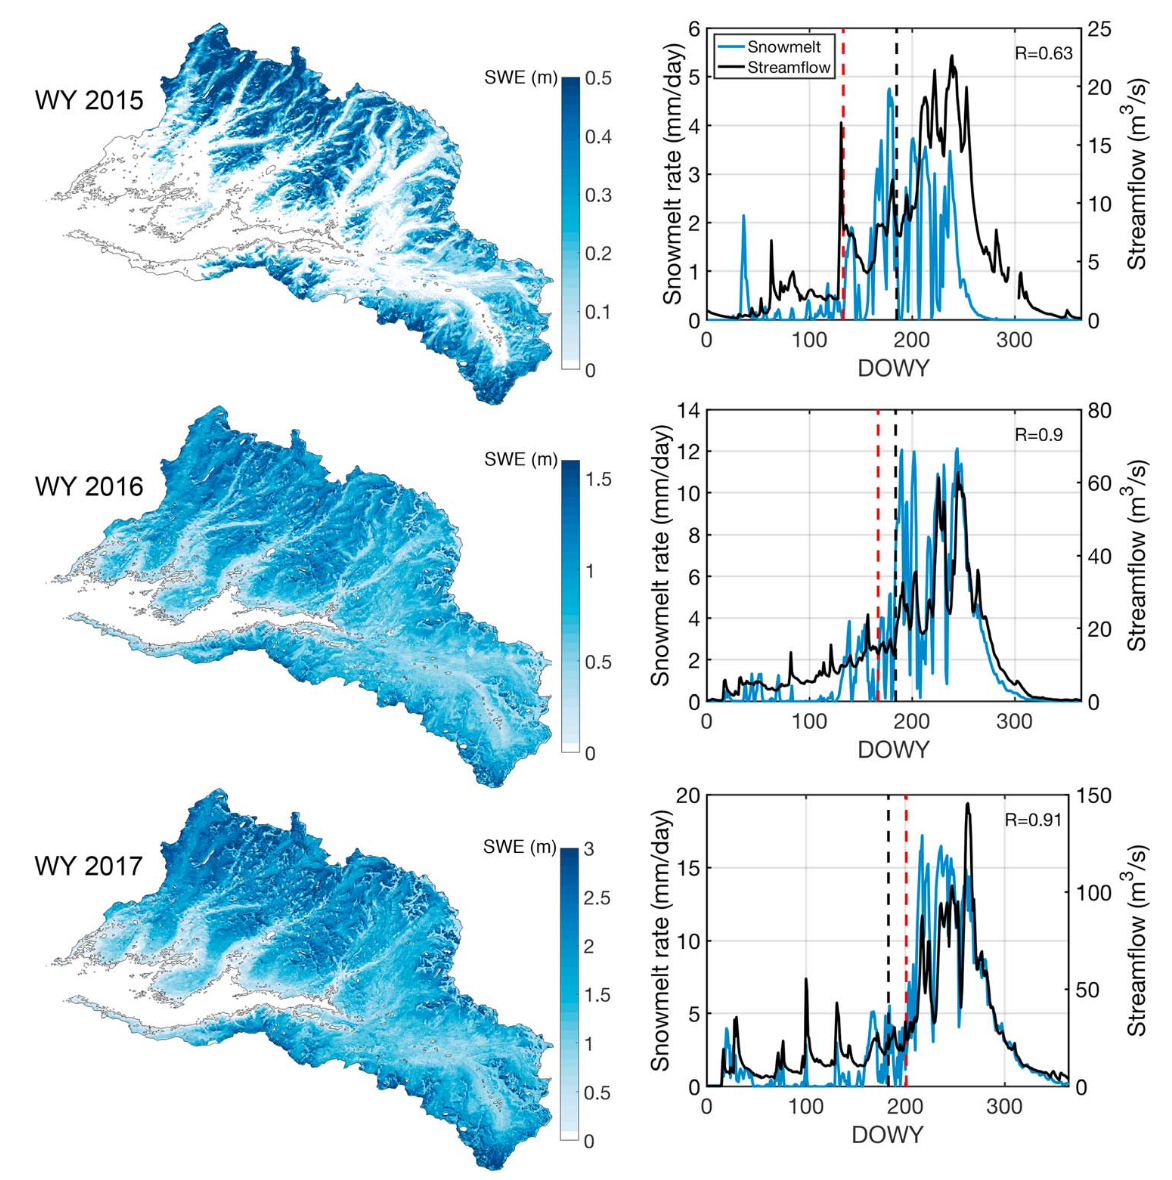 WY 2015
SWE (m)
0.5
0.4
0.3
0.2
0.1
0
Snowmelt rate (mm/day)
6
5
4
3
2
1
0
Snowmelt
Streamflow
R=0.63
25
20
15
10
5
0
Streamflow (m³/s)
0 100 200 300
DOWY
WY 2016
SWE (m)
1.5
1
0.5
0
Snowmelt rate (mm/day)
14
12
10
8
6
4
2
0
R=0.9
80
60
40
20
0
Streamflow (m³/s)
0 100 200 300
DOWY
WY 2017
SWE (m)
3
2.5
2
1.5
1
0.5
0
Snowmelt rate (mm/day)
20
15
10
5
0
R=0.91
150
100
50
0
Streamflow (m³/s)
0 100 200 300
DOWY